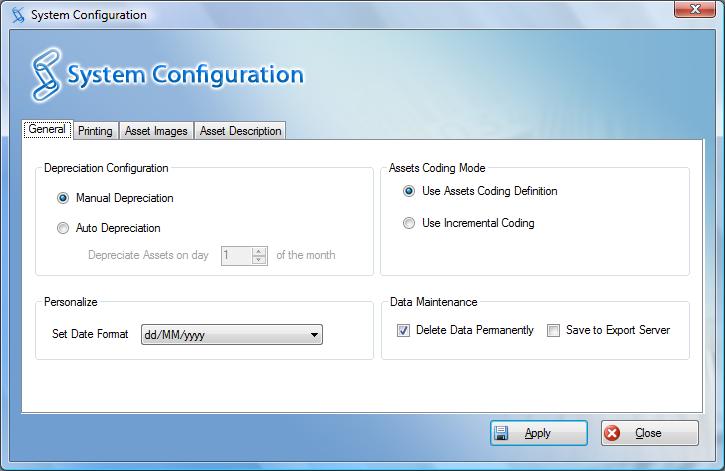 System Configuration
System Configuration
General Printing Asset Images Asset Description
Depreciation Configuration
Manual Depreciation
Auto Depreciation
Depreciate Assets on day 1 of the month
Assets Coding Mode
Use Assets Coding Definition
Use Incremental Coding
Personalize
Set Date Format dd/MM/yyyy
Data Maintenance
Delete Data Permanently Save to Export Server
Apply Close